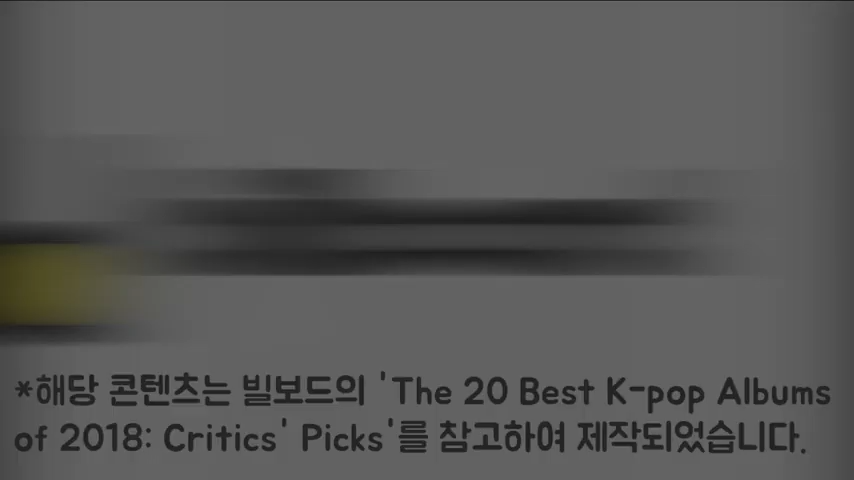 *해당 콘텐츠는 빌보드의 'The 20 Best K-pop Albums
of 2018: Critics' Picks'를 참고하여 제작되었습니다.